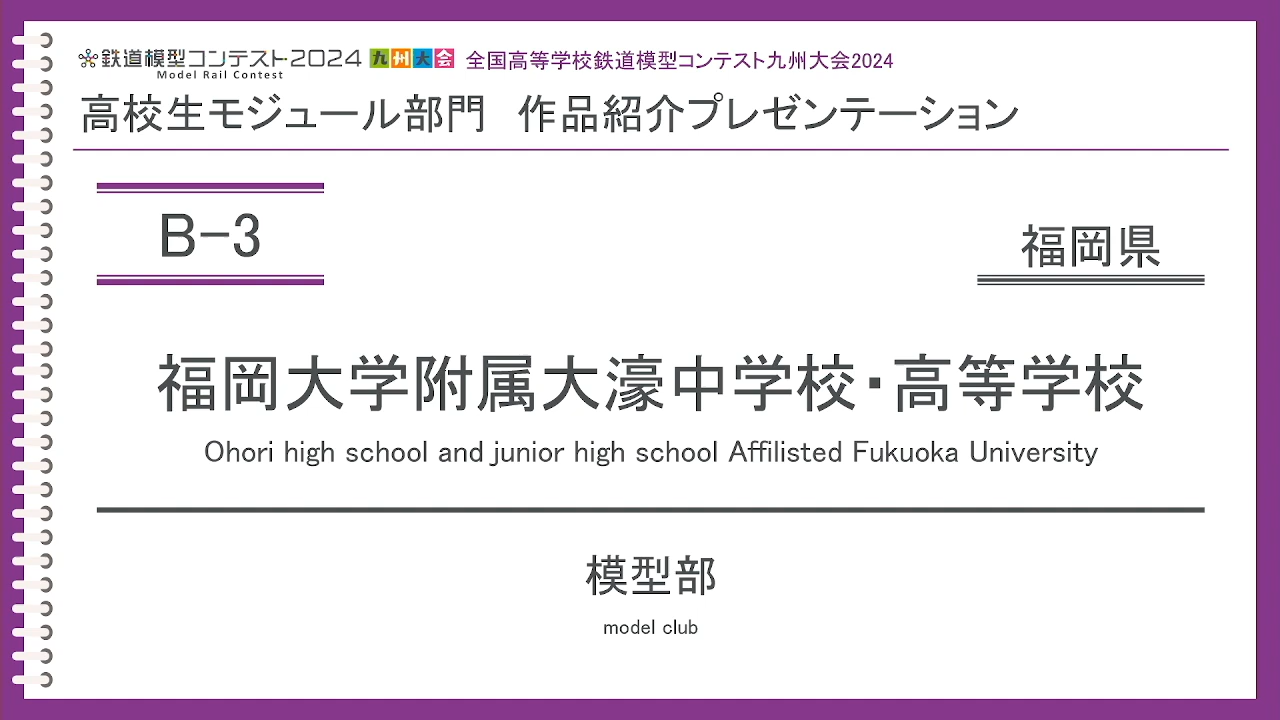 鉄道模型コンテスト2024 九州大会 全国高等学校鉄道模型コンテスト九州大会2024
Model Rail Contest
高校生モジュール部門　作品紹介プレゼンテーション
B-3
福岡県
福岡大学附属大濠中学校・高等学校
Ohori high school and junior high school Affilisted Fukuoka University
模型部
model club